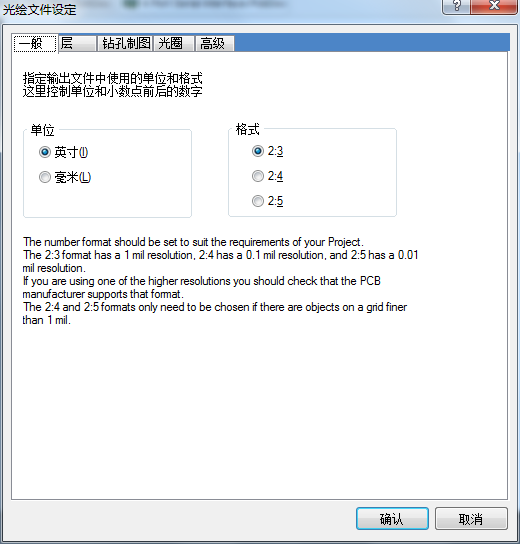 光绘文件设定
一般 层 钻孔制图 光圈 高级
指定输出文件中使用的单位和格式
这里控制单位和小数点前后的数字
单位
英寸(I)
毫米(L)
格式
2:3
2:4
2:5
The number format should be set to suit the requirements of your Project.
The 2:3 format has a 1 mil resolution, 2:4 has a 0.1 mil resolution, and 2:5 has a 0.01
mil resolution.
If you are using one of the higher resolutions you should check that the PCB
manufacturer supports that format.
The 2:4 and 2:5 formats only need to be chosen if there are objects on a grid finer
than 1 mil.
确认 取消